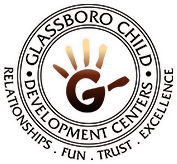 GLASSBORO CHILD
DEVELOPMENT CENTERS
G
RELATIONSHIPS . FUN . TRUST . EXCELLENCE